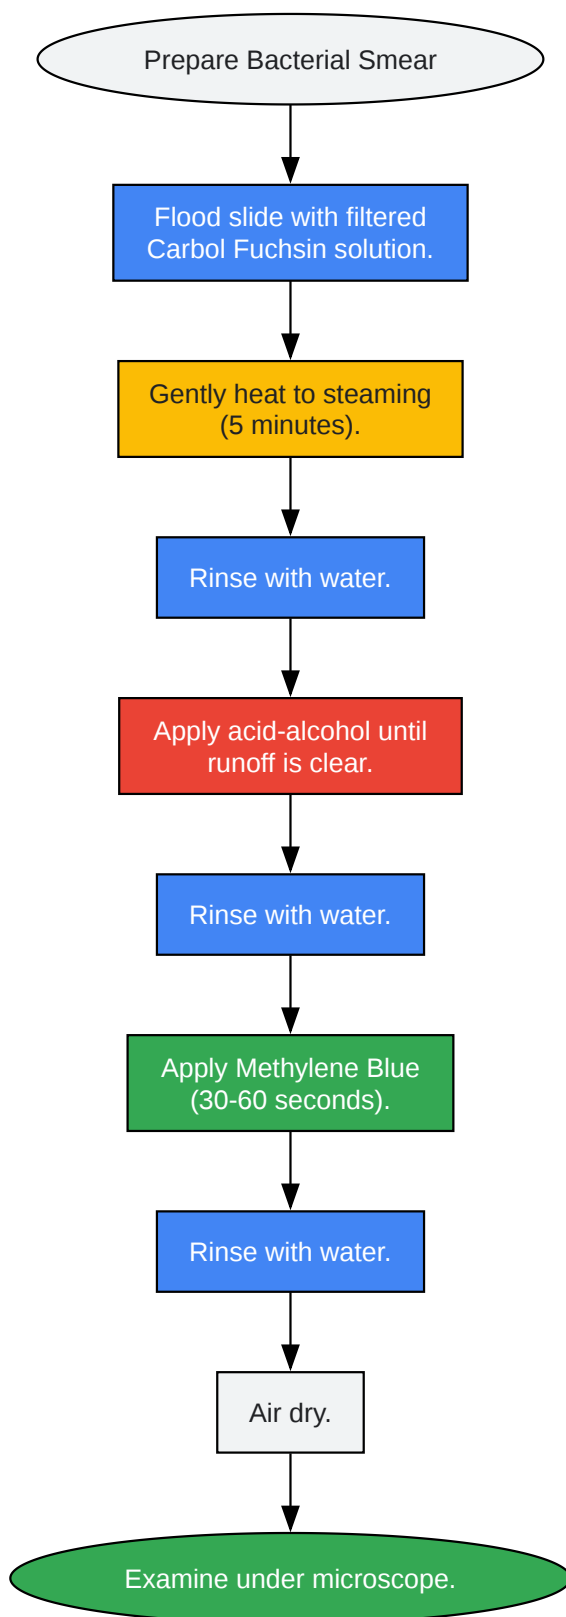 Prepare Bacterial Smear
Flood slide with filtered
Carbol Fuchsin solution.
Gently heat to steaming
(5 minutes).
Rinse with water.
Apply acid-alcohol until
runoff is clear.
Rinse with water.
Apply Methylene Blue
(30-60 seconds).
Rinse with water.
Air dry.
Examine under microscope.